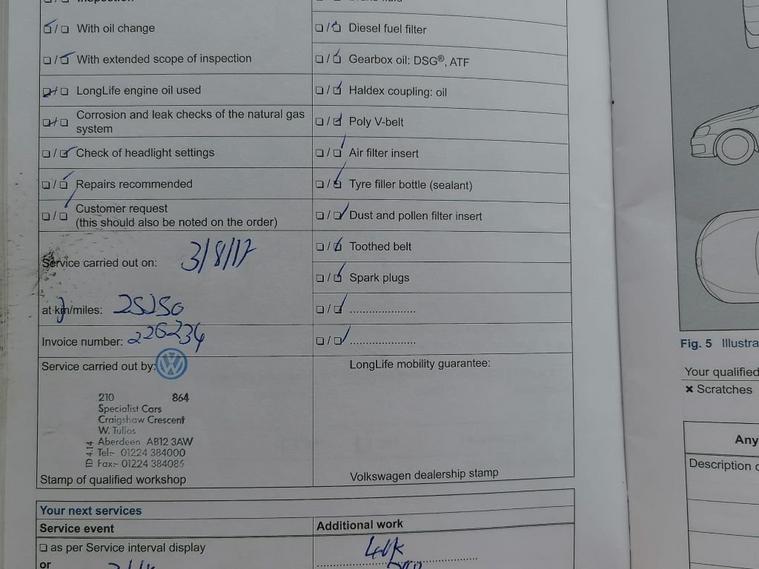 Inspection
❑ / ❑ With oil change
❑ / ❑ Diesel fuel filter
❑ / ❑ With extended scope of inspection
❑ / ❑ Gearbox oil: DSG®, ATF
❑ / ❑ LongLife engine oil used
❑ / ❑ Haldex coupling: oil
❑ / ❑ Corrosion and leak checks of the natural gas
system
❑ / ❑ Poly V-belt
❑ / ❑ Check of headlight settings
❑ / ❑ Air filter insert
❑ / ❑ Repairs recommended
❑ / ❑ Tyre filler bottle (sealant)
❑ / ❑ Customer request
(this should also be noted on the order)
❑ / ❑ Dust and pollen filter insert
❑ / ❑ Toothed belt
Service carried out on: 3/8/17
❑ / ❑ Spark plugs
at km/miles: 25250
❑ / ❑ ....................
Invoice number: 226234
❑ / ❑ ....................
Service carried out by:
LongLife mobility guarantee:
210 864
Specialist Cars
Craigshaw Crescent
W. Tullos
Aberdeen AB12 3AW
Tel:- 01224 384000
Fax:- 01224 384085
Stamp of qualified workshop
Volkswagen dealership stamp
Your next services
Service event
Additional work
❑ as per Service interval display
or
40k
Fig. 5 Illustra
Your qualified
✖ Scratches
Any
Description o